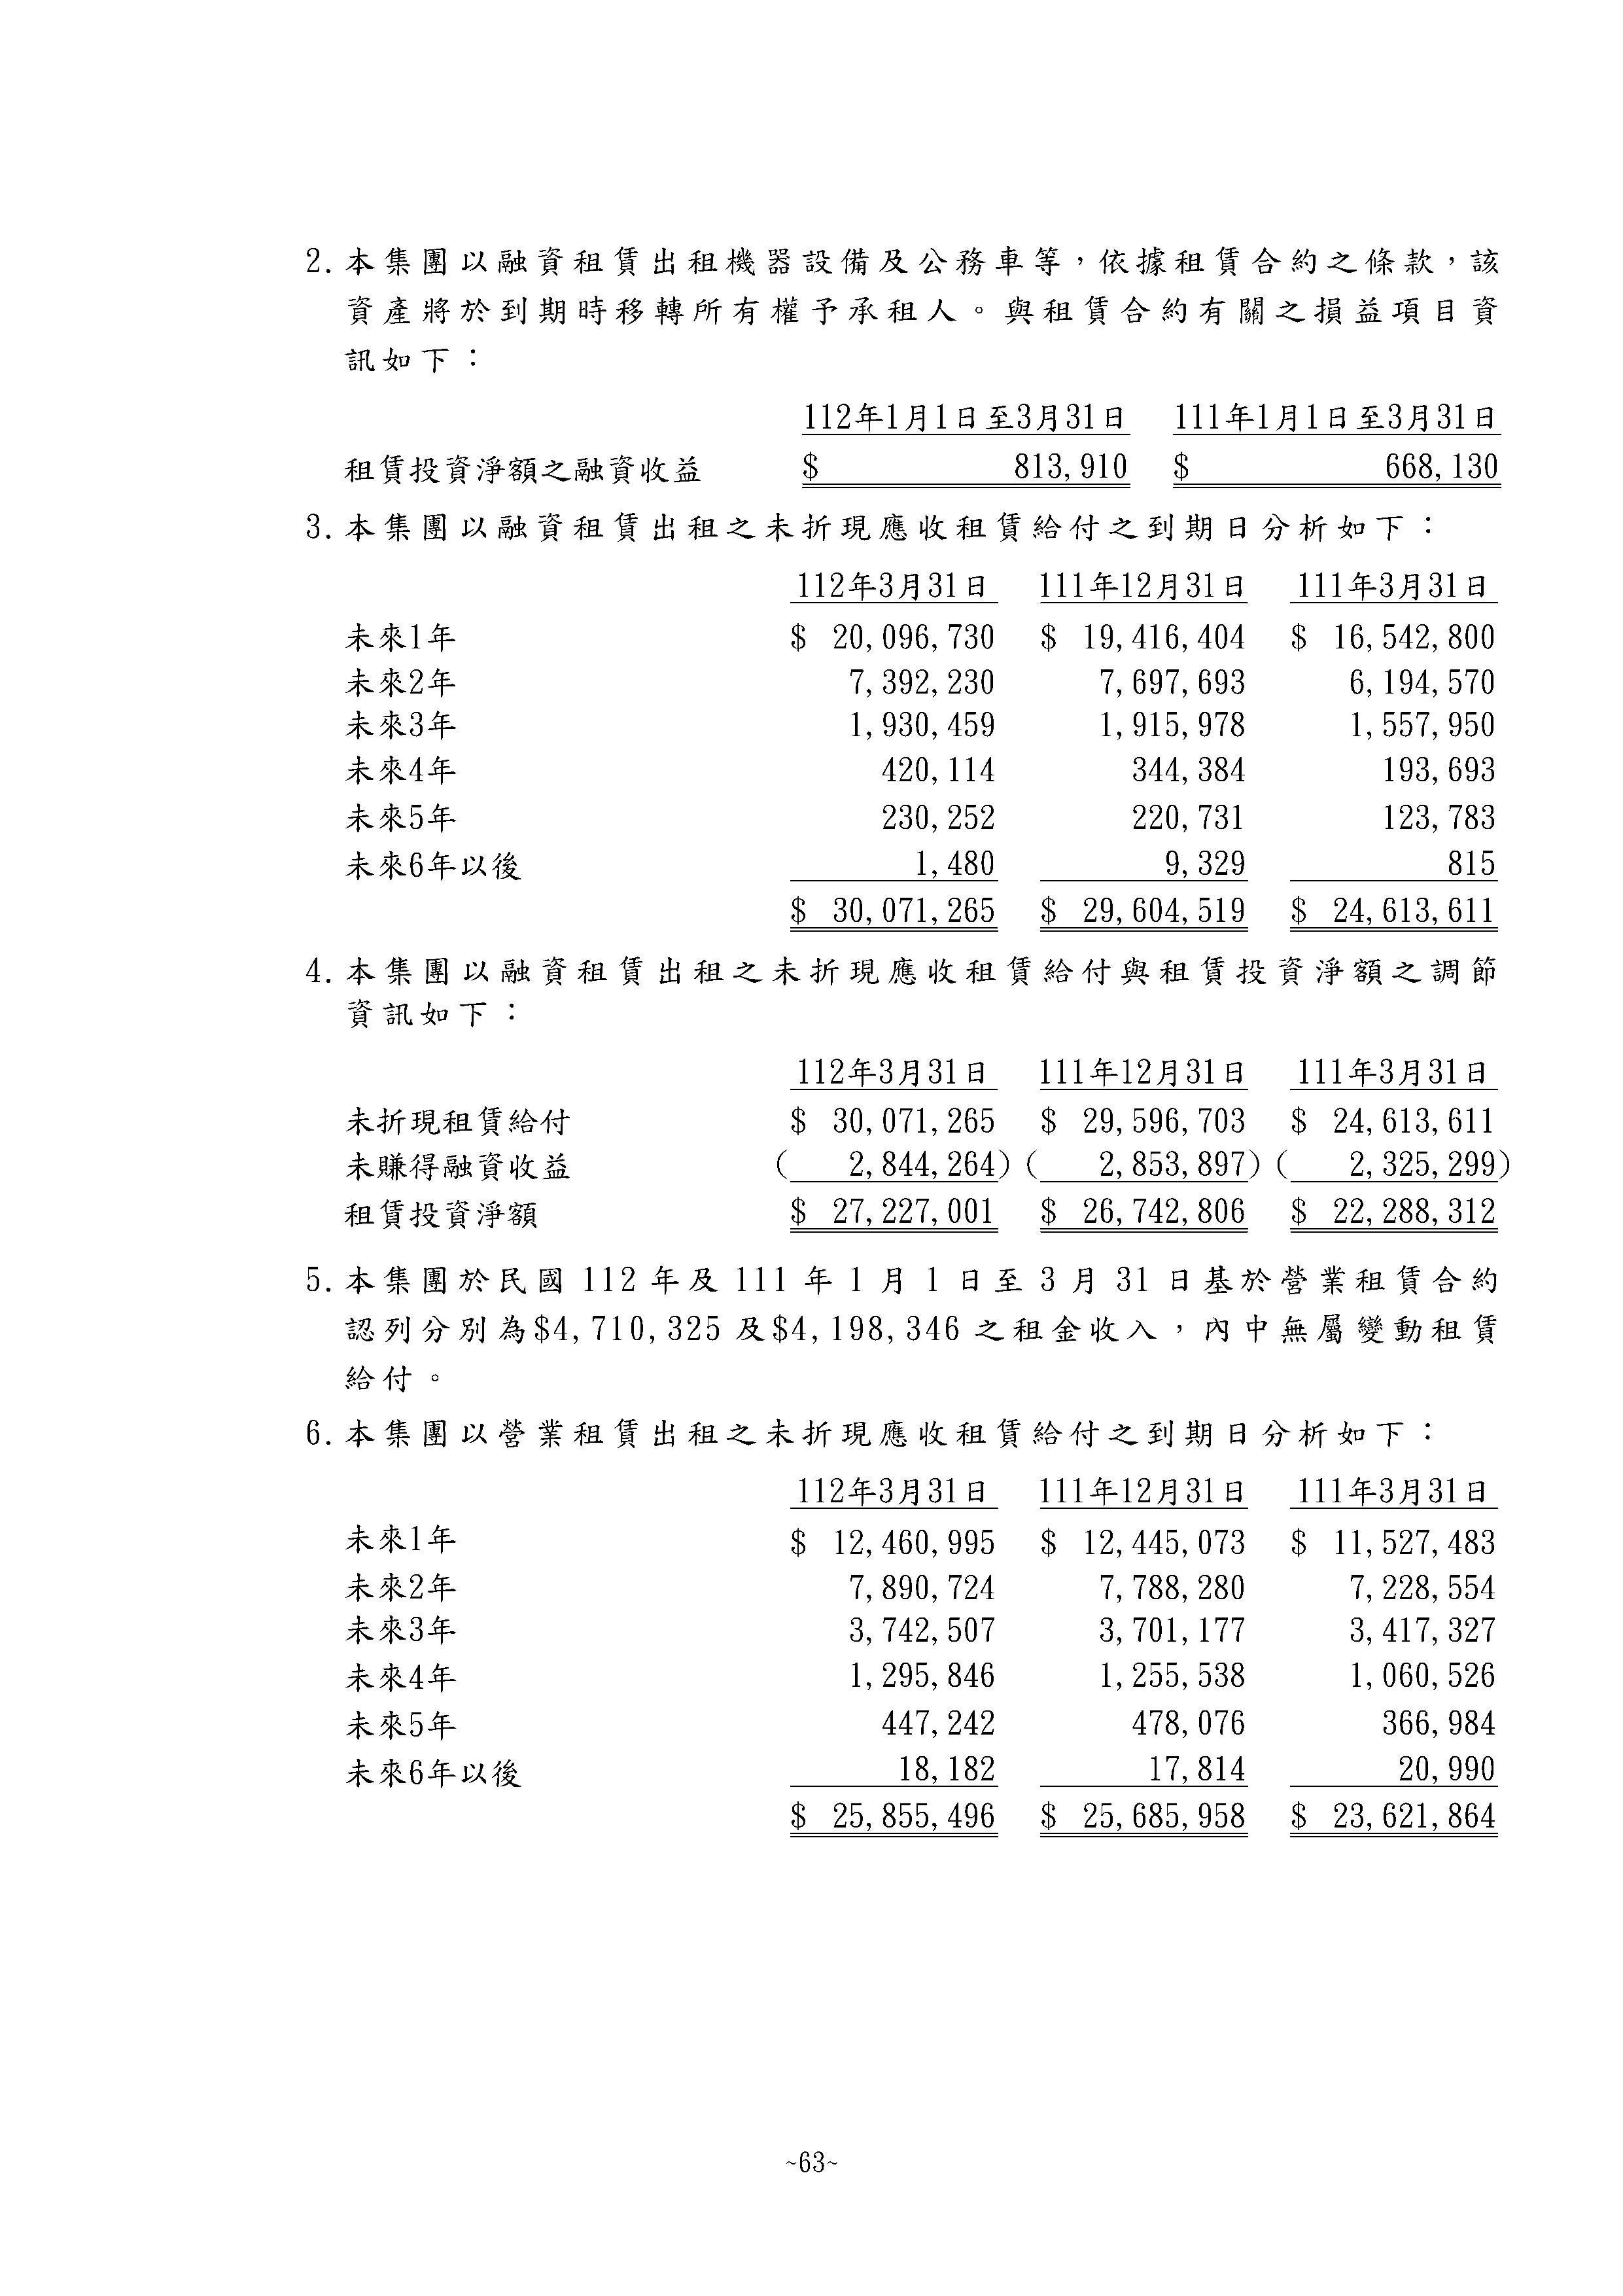 2.本集團以融資租賃出租機器設備及公務車等，依據租賃合約之條款，該
資產將於到期時移轉所有權予承租人。與租賃合約有關之損益項目資
訊如下：
112年1月1日至3月31日 111年1月1日至3月31日
租賃投資淨額之融資收益 $ 813,910 $ 668,130
3.本集團以融資租賃出租之未折現應收租賃給付之到期日分析如下：
112年3月31日 111年12月31日 111年3月31日
未來1年 $ 20,096,730 $ 19,416,404 $ 16,542,800
未來2年 7,392,230 7,697,693 6,194,570
未來3年 1,930,459 1,915,978 1,557,950
未來4年 420,114 344,384 193,693
未來5年 230,252 220,731 123,783
未來6年以後 1,480 9,329 815
$ 30,071,265 $ 29,604,519 $ 24,613,611
4.本集團以融資租賃出租之未折現應收租賃給付與租賃投資淨額之調節
資訊如下：
112年3月31日 111年12月31日 111年3月31日
未折現租賃給付 $ 30,071,265 $ 29,596,703 $ 24,613,611
未賺得融資收益 ( 2,844,264) ( 2,853,897) ( 2,325,299)
租賃投資淨額 $ 27,227,001 $ 26,742,806 $ 22,288,312
5.本集團於民國 112 年及 111 年 1 月 1 日至 3 月 31 日基於營業租賃合約
認列分別為$4,710,325 及$4,198,346 之租金收入，內中無屬變動租賃
給付。
6.本集團以營業租賃出租之未折現應收租賃給付之到期日分析如下：
112年3月31日 111年12月31日 111年3月31日
未來1年 $ 12,460,995 $ 12,445,073 $ 11,527,483
未來2年 7,890,724 7,788,280 7,228,554
未來3年 3,742,507 3,701,177 3,417,327
未來4年 1,295,846 1,255,538 1,060,526
未來5年 447,242 478,076 366,984
未來6年以後 18,182 17,814 20,990
$ 25,855,496 $ 25,685,958 $ 23,621,864
~63~